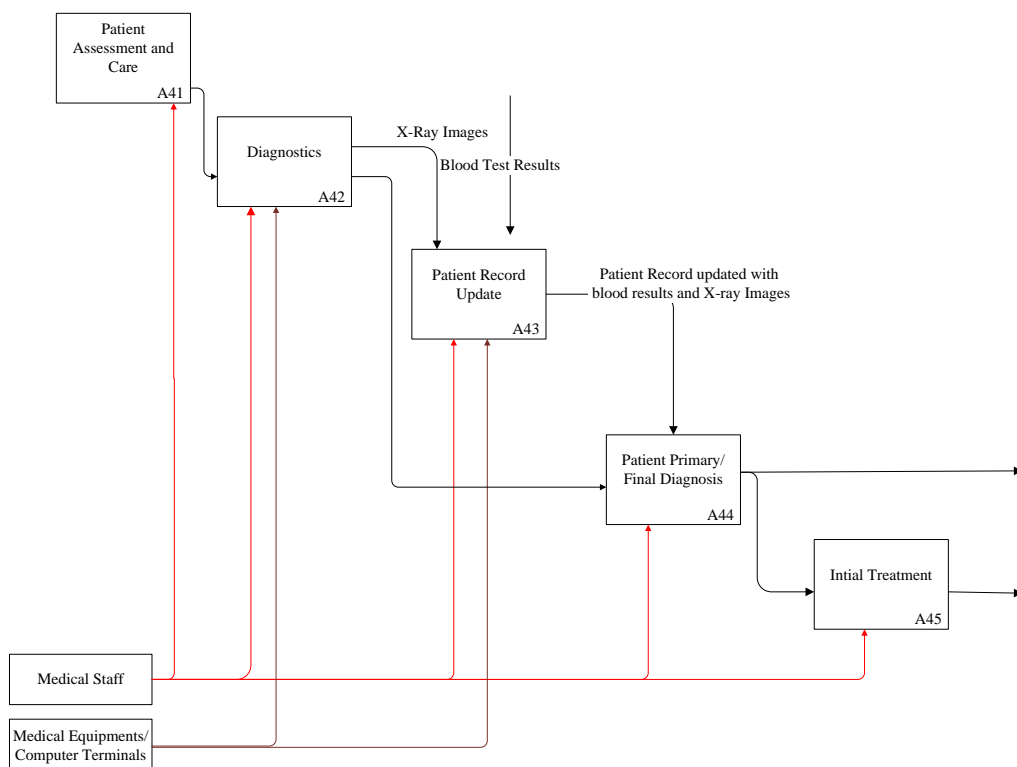 Patient
Assessment and
Care
A41
Diagnostics
A42
X-Ray Images
Blood Test Results
Patient Record
Update
A43
Patient Record updated with
blood results and X-ray Images
Patient Primary/
Final Diagnosis
A44
Intial Treatment
A45
Medical Staff
Medical Equipments/
Computer Terminals